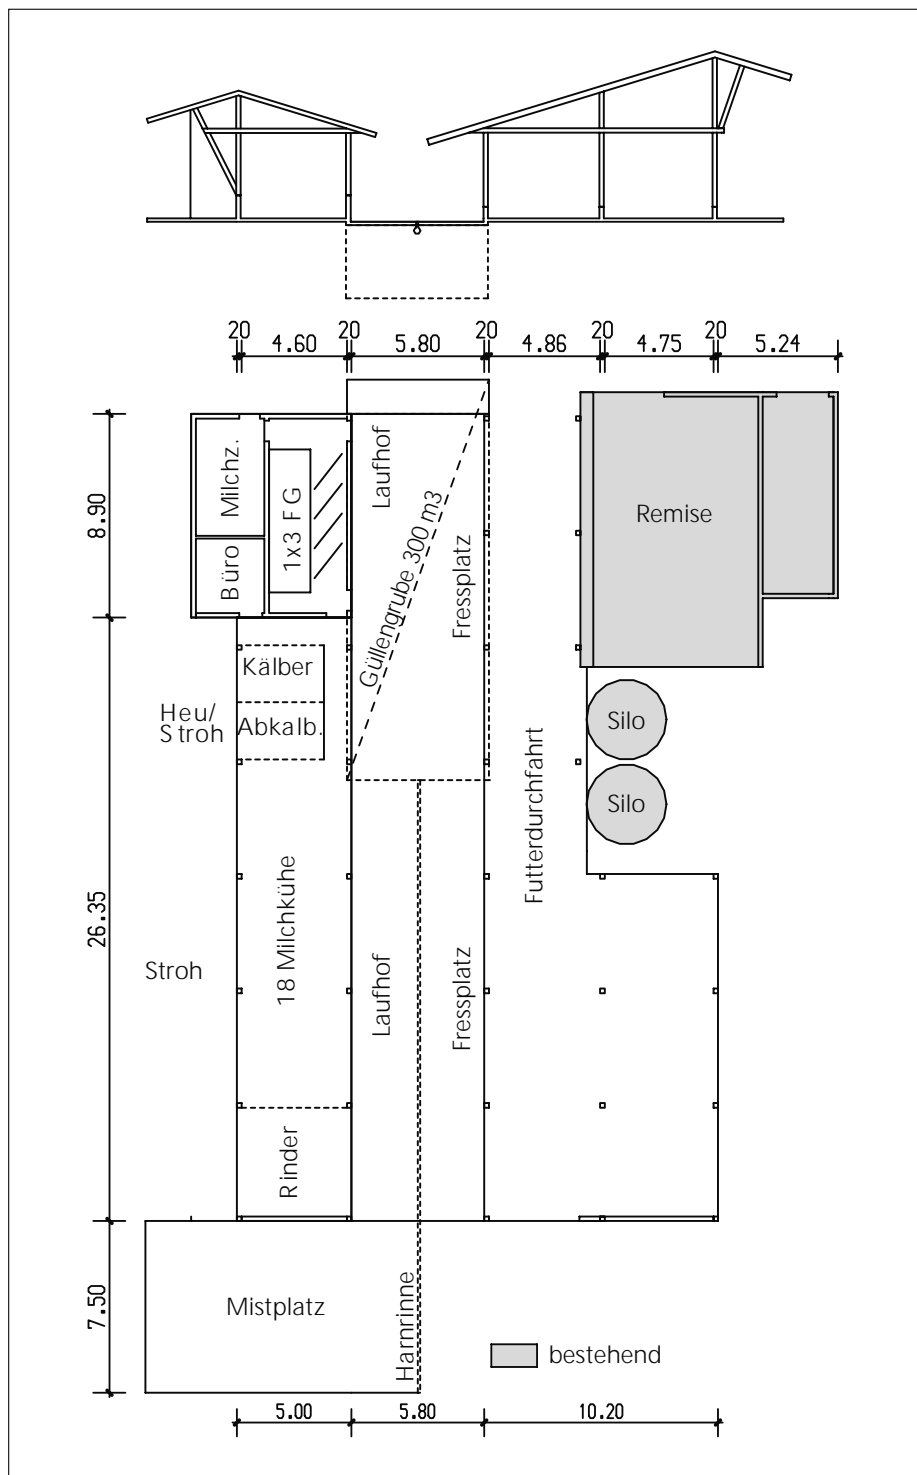 20 20 20 20 20
4.60 5.80 4.86 4.75 5.24
8.90
Milchz.
Büro
1x3 FG
Laufhof
Güllengrube 300 m3
Fressplatz
Remise
Kälber
Abkalb.
Heu/
Stroh
Silo
Silo
Futterdurchfahrt
26.35
18 Milchkühe
Stroh
Laufhof
Fressplatz
Rinder
7.50
Mistplatz
Harnrinne
bestehend
5.00 5.80 10.20